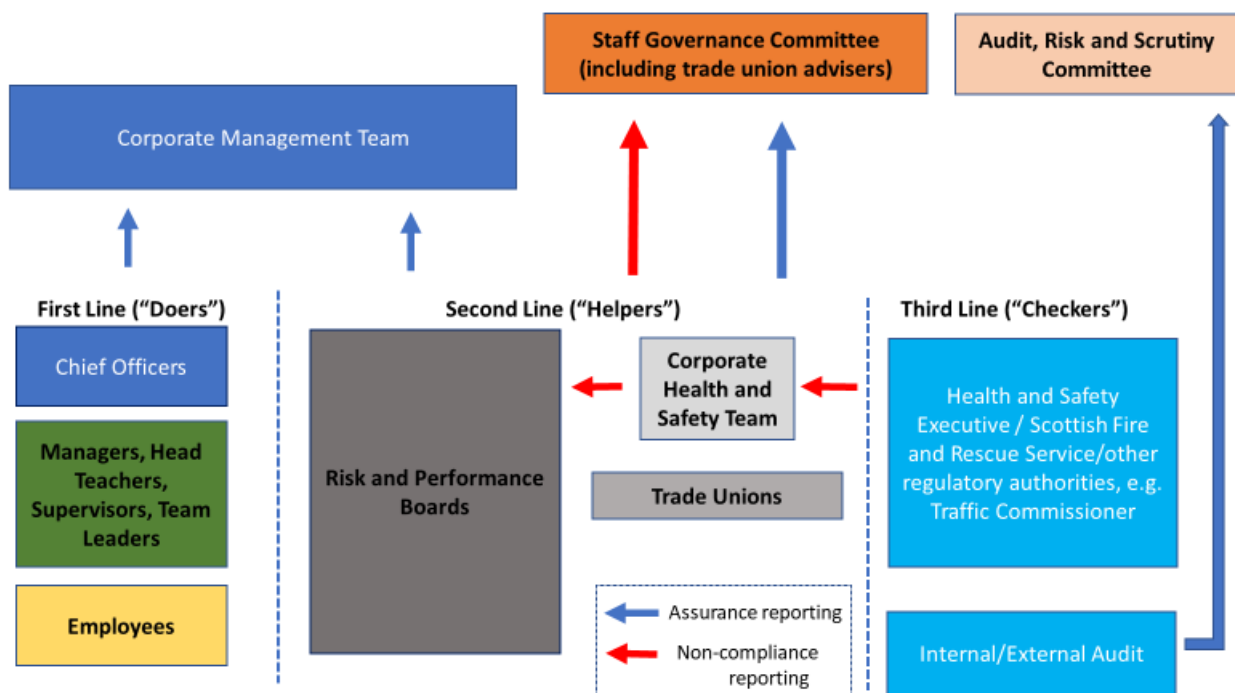 Staff Governance Committee
(including trade union advisers)
Audit, Risk and Scrutiny
Committee
Corporate Management Team
First Line (“Doers”)
Second Line (“Helpers”)
Third Line (“Checkers”)
Chief Officers
Managers, Head
Teachers,
Supervisors, Team
Leaders
Employees
Risk and Performance
Boards
Corporate
Health and
Safety Team
Trade Unions
Assurance reporting
Non-compliance
reporting
Health and Safety
Executive / Scottish Fire
and Rescue Service/other
regulatory authorities, e.g.
Traffic Commissioner
Internal/External Audit